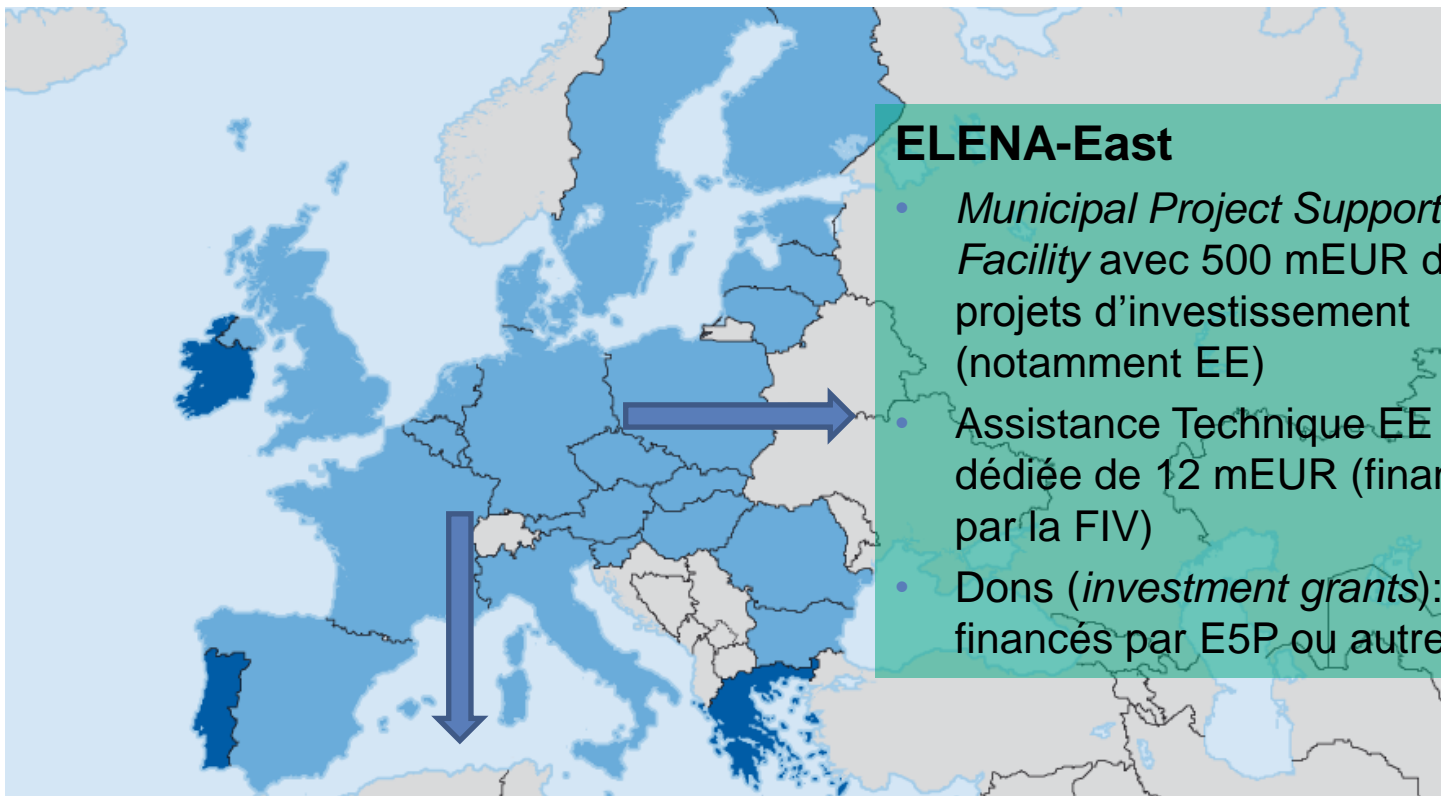 ELENA-East
• Municipal Project Support
Facility avec 500 mEUR d
projets d’investissement
(notamment EE)
• Assistance Technique EE
dédiée de 12 mEUR (finan
par la FIV)
• Dons (investment grants):
financés par E5P ou autre